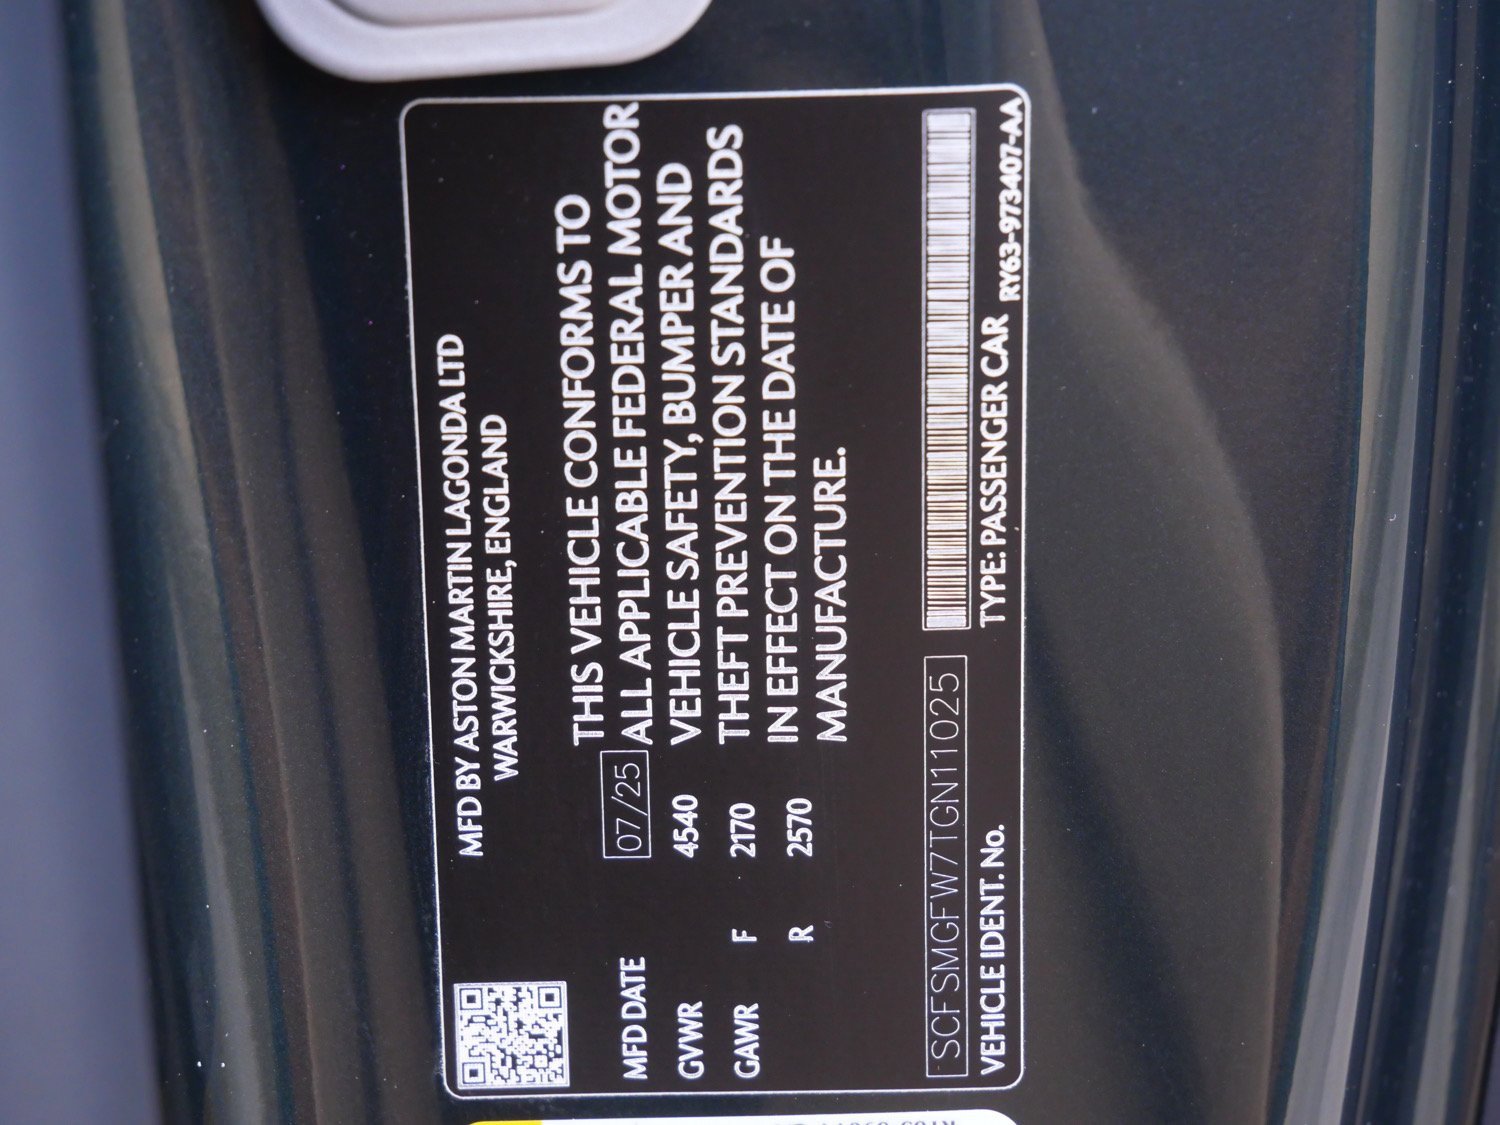 MFD BY ASTON MARTIN LAGONDA LTD
WARWICKSHIRE, ENGLAND
MFD DATE 07/25
GVWR 4540
GAWR F 2170
R 2570
THIS VEHICLE CONFORMS TO
ALL APPLICABLE FEDERAL MOTOR
VEHICLE SAFETY, BUMPER AND
THEFT PREVENTION STANDARDS
IN EFFECT ON THE DATE OF
MANUFACTURE.
SCFSMGFW7TGN11025
VEHICLE IDENT. No.
TYPE: PASSENGER CAR
RY63-973407-AA